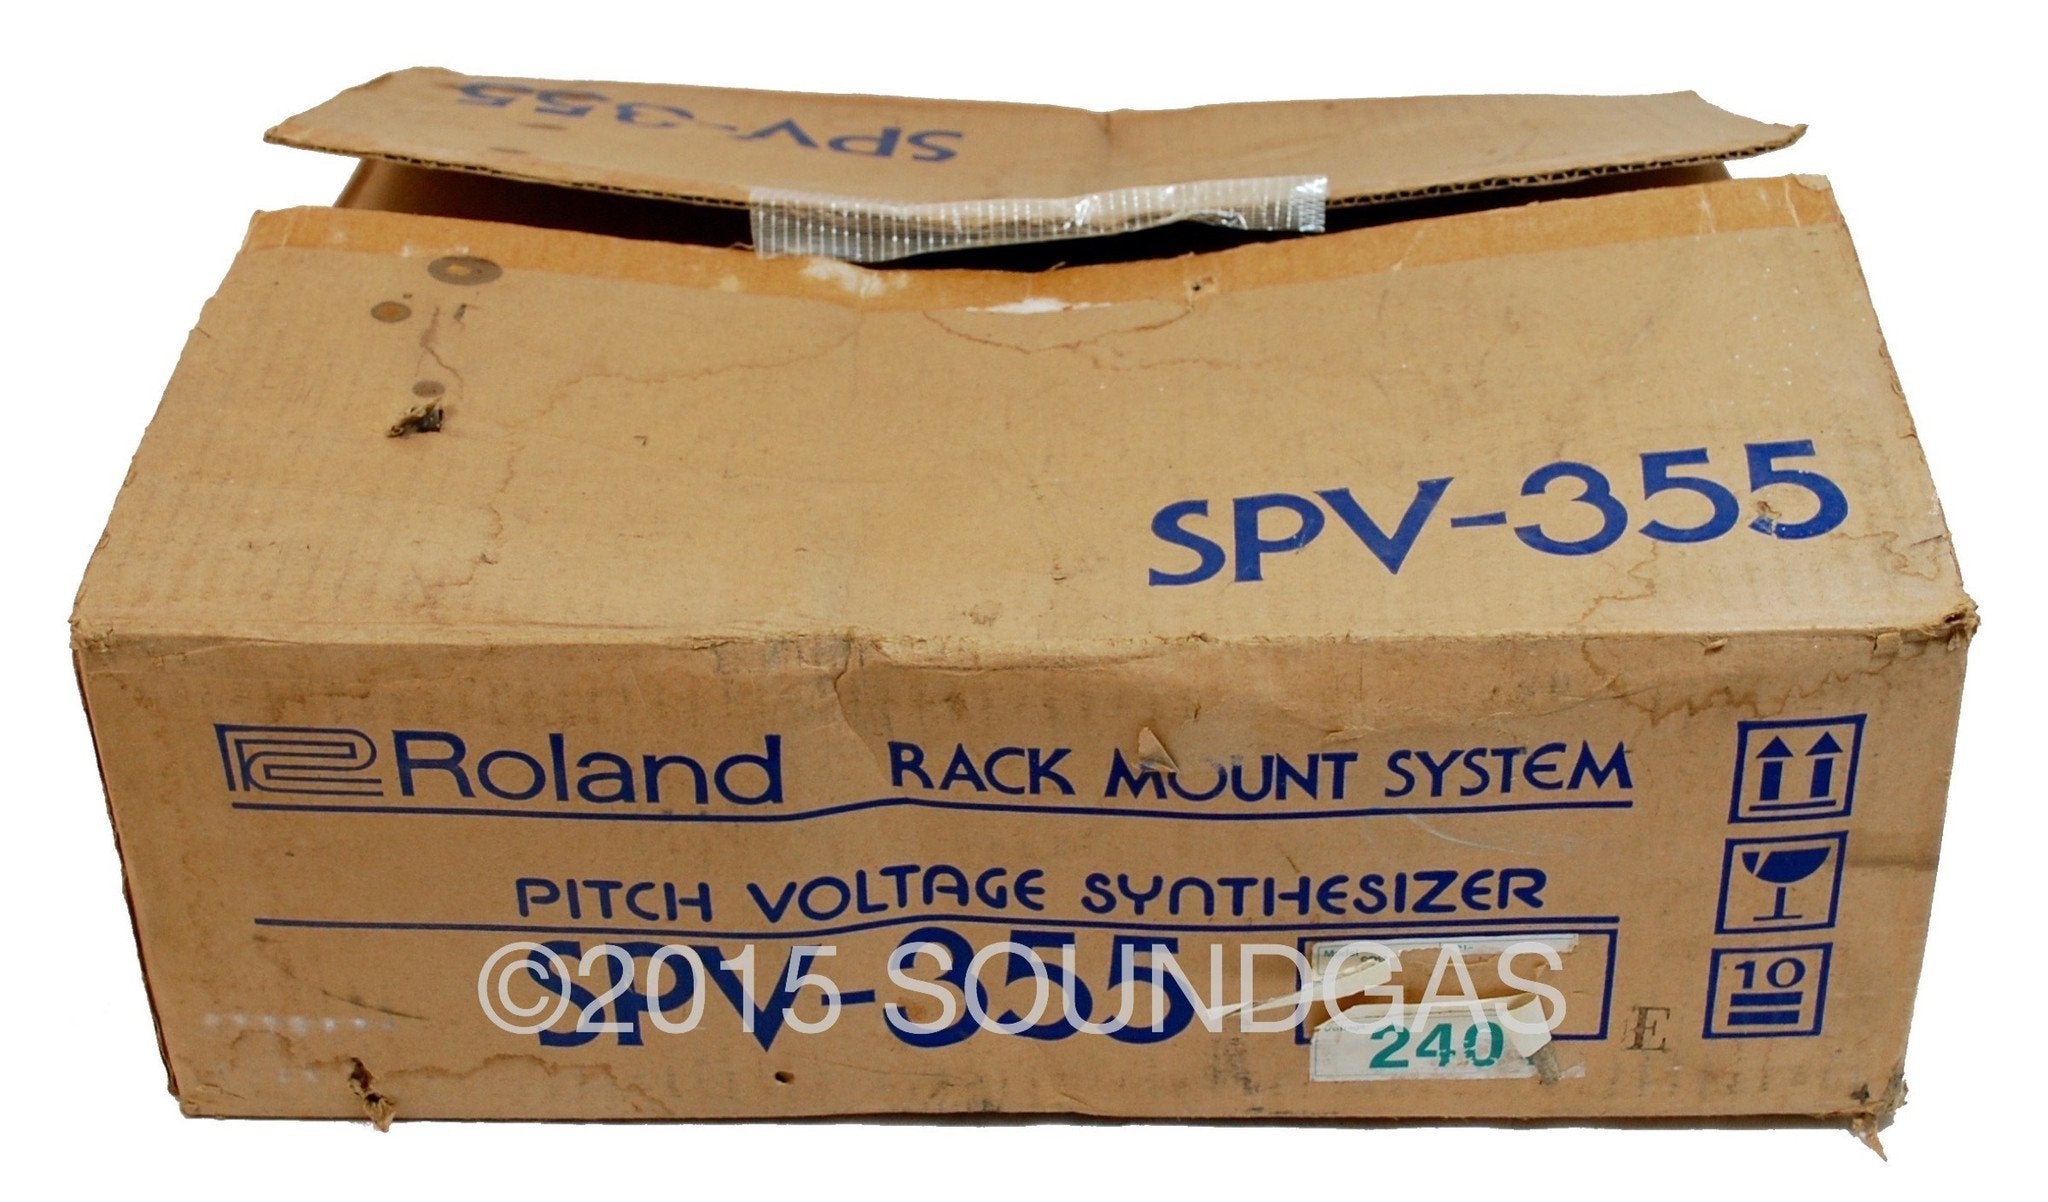 SPV-355
SPV-355
Roland RACK MOUNT SYSTEM
PITCH VOLTAGE SYNTHESIZER
SPV-355
©2015 SOUNDGAS
240
E
10